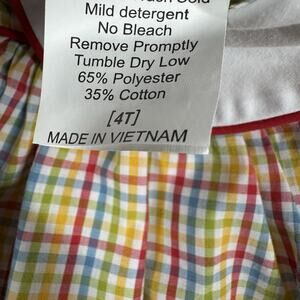 Mild detergent
No Bleach
Remove Promptly
Tumble Dry Low
65% Polyester
35% Cotton
[4T]
MADE IN VIETNAM